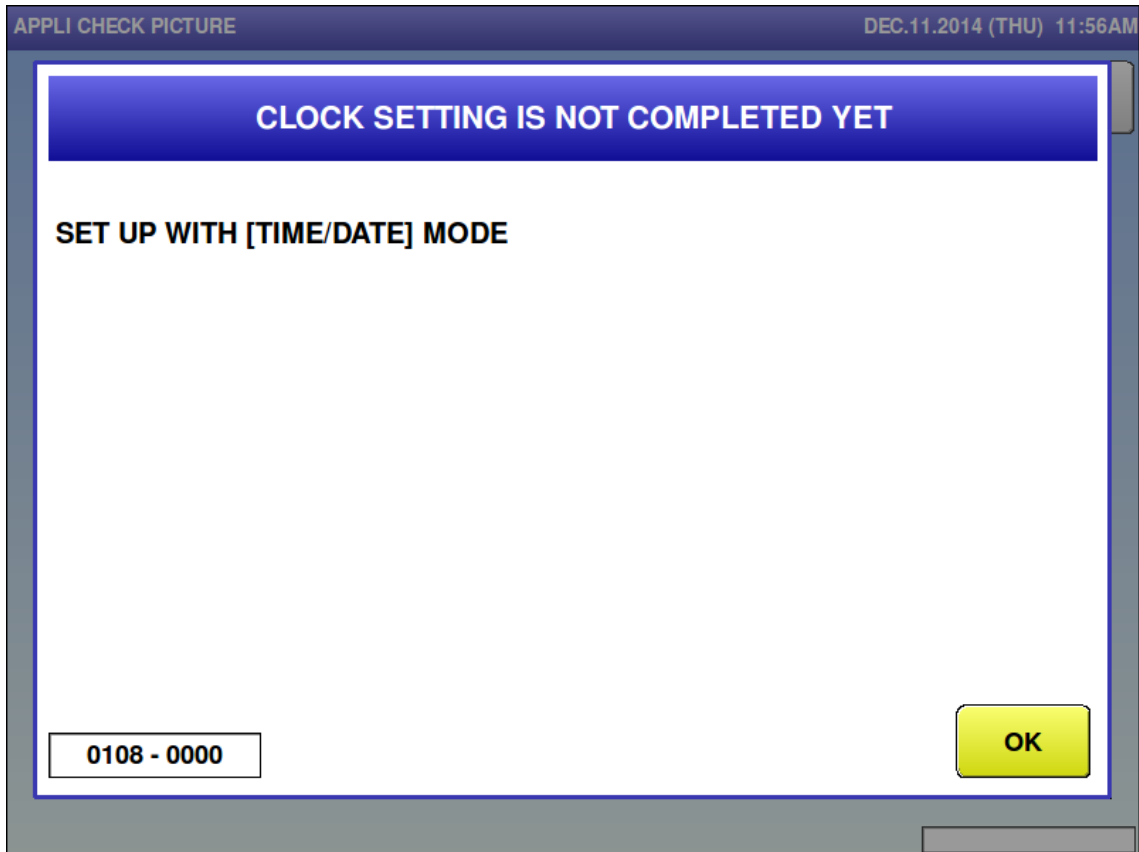 APPLI CHECK PICTURE DEC.11.2014 (THU) 11:56AM
CLOCK SETTING IS NOT COMPLETED YET
SET UP WITH [TIME/DATE] MODE
0108 - 0000
OK